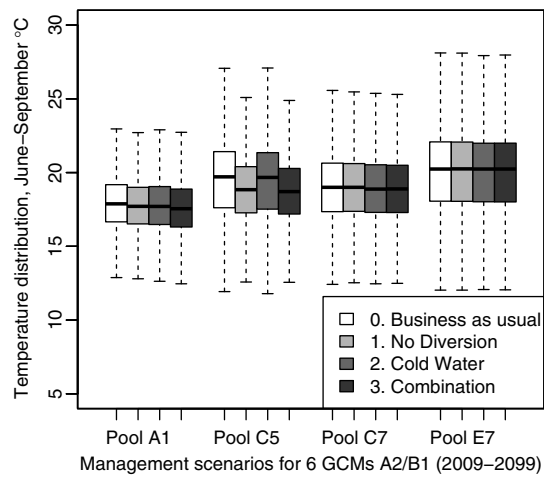 Temperature distribution, June–September °C
30
25
20
15
10
5
0. Business as usual
1. No Diversion
2. Cold Water
3. Combination
Pool A1
Pool C5
Pool C7
Pool E7
Management scenarios for 6 GCMs A2/B1 (2009–2099)